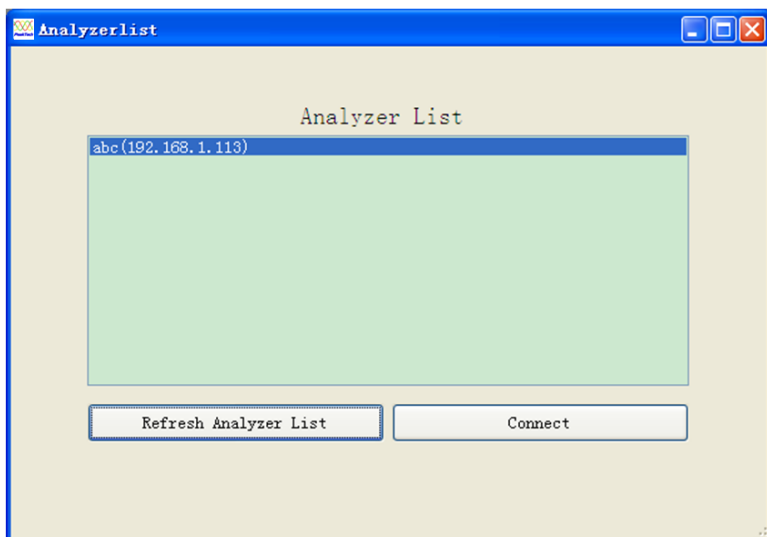 Analyzerlist
Analyzer List
abc(192.168.1.113)
Refresh Analyzer List
Connect